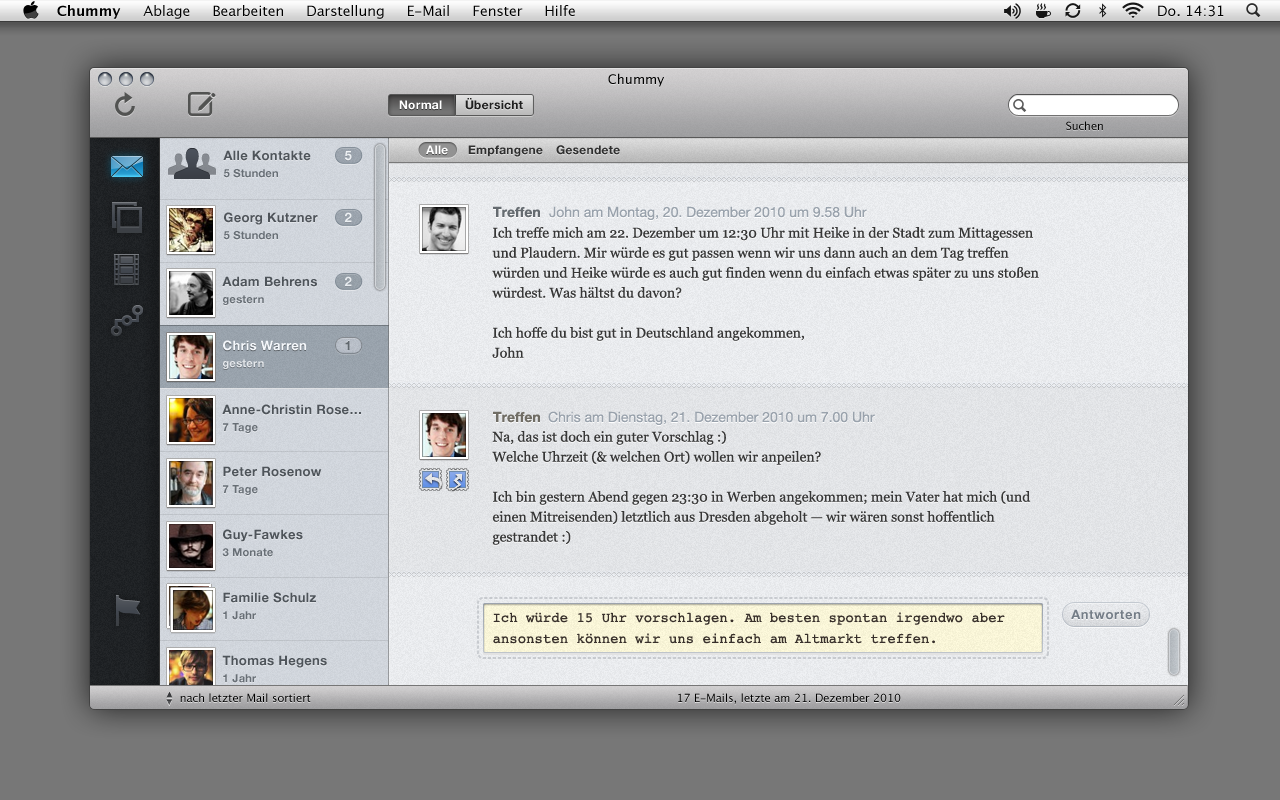 Chummy Ablage Bearbeiten Darstellung E-Mail Fenster Hilfe Do. 14:31
Chummy
Normal Übersicht
Suchen
Alle Kontakte 5
5 Stunden
Georg Kutzner 2
5 Stunden
Adam Behrens 2
gestern
Chris Warren 1
gestern
Anne-Christin Rose...
7 Tage
Peter Rosenow
7 Tage
Guy-Fawkes
3 Monate
Familie Schulz
1 Jahr
Thomas Hegens
1 Jahr
Alle Empfangene Gesendete
Treffen John am Montag, 20. Dezember 2010 um 9.58 Uhr
Ich treffe mich am 22. Dezember um 12:30 Uhr mit Heike in der Stadt zum Mittagessen
und Plaudern. Mir würde es gut passen wenn wir uns dann auch an dem Tag treffen
würden und Heike würde es auch gut finden wenn du einfach etwas später zu uns stoßen
würdest. Was hältst du davon?
Ich hoffe du bist gut in Deutschland angekommen,
John
Treffen Chris am Dienstag, 21. Dezember 2010 um 7.00 Uhr
Na, das ist doch ein guter Vorschlag :)
Welche Uhrzeit (& welchen Ort) wollen wir anpeilen?
Ich bin gestern Abend gegen 23:30 in Werben angekommen; mein Vater hat mich (und
einen Mitreisenden) letztlich aus Dresden abgeholt — wir wären sonst hoffentlich
gestrandet :)
Ich würde 15 Uhr vorschlagen. Am besten spontan irgendwo aber
ansonsten können wir uns einfach am Altmarkt treffen.
Antworten
nach letzter Mail sortiert
17 E-Mails, letzte am 21. Dezember 2010